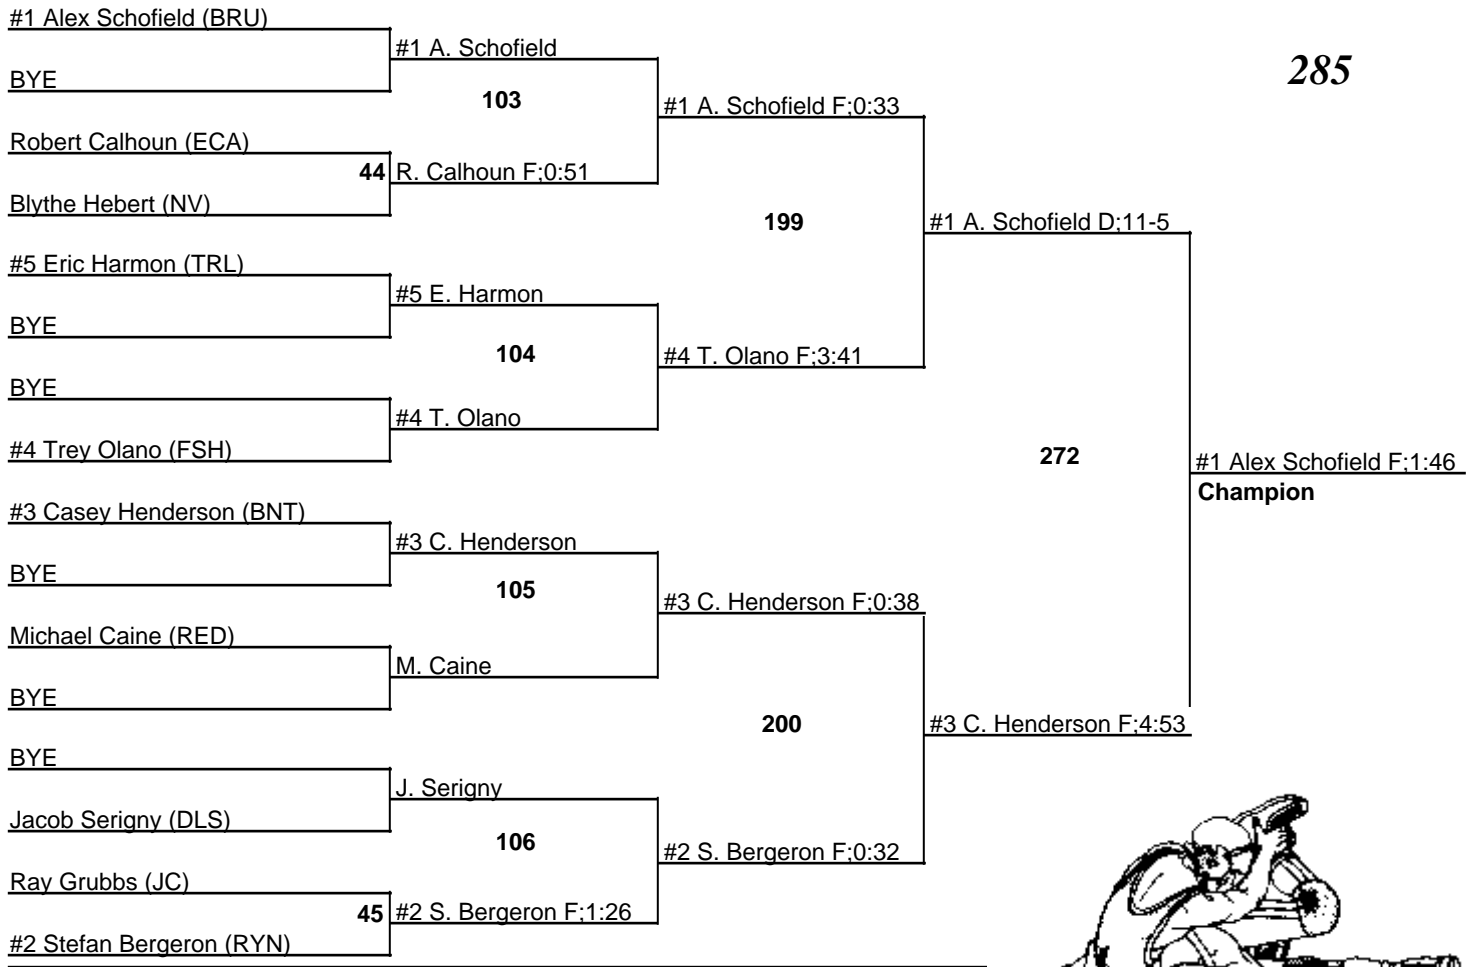 #1 Alex Schofield (BRU)
#1 A. Schofield
285
BYE
103
#1 A. Schofield F;0:33
Robert Calhoun (ECA)
44 R. Calhoun F;0:51
Blythe Hebert (NV)
199
#1 A. Schofield D;11-5
#5 Eric Harmon (TRL)
#5 E. Harmon
BYE
104
#4 T. Olano F;3:41
BYE
#4 T. Olano
#4 Trey Olano (FSH)
272
#1 Alex Schofield F;1:46
Champion
#3 Casey Henderson (BNT)
#3 C. Henderson
BYE
105
#3 C. Henderson F;0:38
Michael Caine (RED)
M. Caine
BYE
200
#3 C. Henderson F;4:53
BYE
J. Serigny
Jacob Serigny (DLS)
106
#2 S. Bergeron F;0:32
Ray Grubbs (JC)
45 #2 S. Bergeron F;1:26
#2 Stefan Bergeron (RYN)